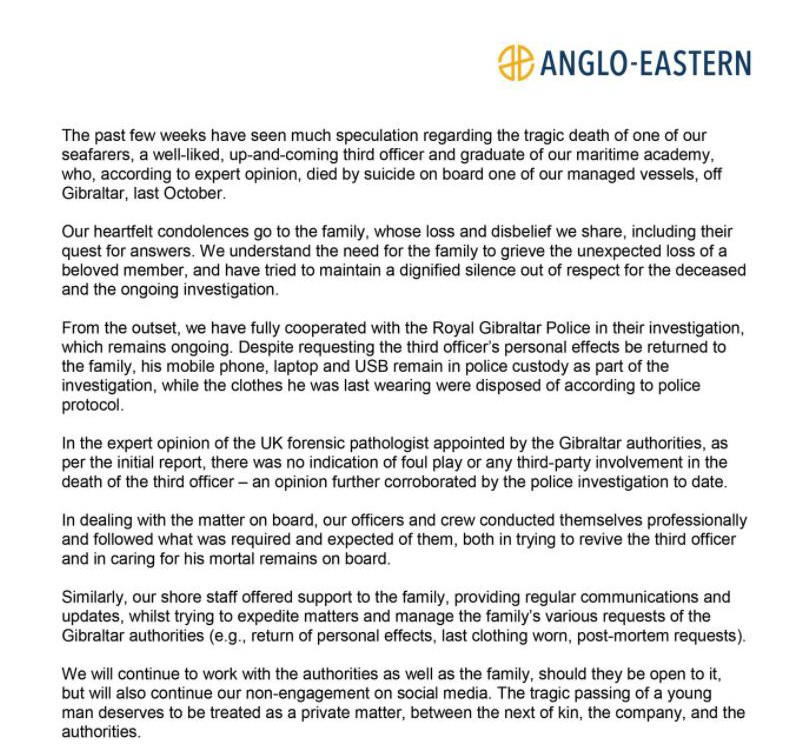 ANGLO-EASTERN
The past few weeks have seen much speculation regarding the tragic death of one of our
seafarers, a well-liked, up-and-coming third officer and graduate of our maritime academy,
who, according to expert opinion, died by suicide on board one of our managed vessels, off
Gibraltar, last October.
Our heartfelt condolences go to the family, whose loss and disbelief we share, including their
quest for answers. We understand the need for the family to grieve the unexpected loss of a
beloved member, and have tried to maintain a dignified silence out of respect for the deceased
and the ongoing investigation.
From the outset, we have fully cooperated with the Royal Gibraltar Police in their investigation,
which remains ongoing. Despite requesting the third officer's personal effects be returned to
the family, his mobile phone, laptop and USB remain in police custody as part of the
investigation, while the clothes he was last wearing were disposed of according to police
protocol.
In the expert opinion of the UK forensic pathologist appointed by the Gibraltar authorities, as
per the initial report, there was no indication of foul play or any third-party involvement in the
death of the third officer – an opinion further corroborated by the police investigation to date.
In dealing with the matter on board, our officers and crew conducted themselves professionally
and followed what was required and expected of them, both in trying to revive the third officer
and in caring for his mortal remains on board.
Similarly, our shore staff offered support to the family, providing regular communications and
updates, whilst trying to expedite matters and manage the family's various requests of the
Gibraltar authorities (e.g., return of personal effects, last clothing worn, post-mortem requests).
We will continue to work with the authorities as well as the family, should they be open to it,
but will also continue our non-engagement on social media. The tragic passing of a young
man deserves to be treated as a private matter, between the next of kin, the company, and the
authorities.